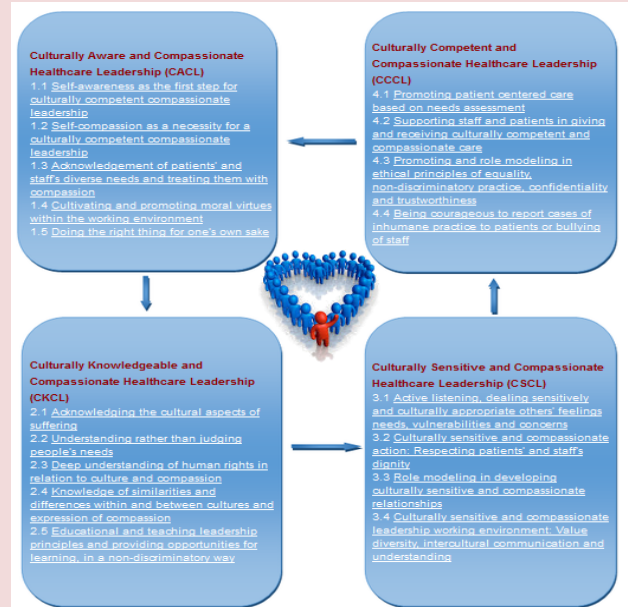 Culturally Aware and Compassionate
Healthcare Leadership (CACL)
1.1 Self-awareness as the first step for
culturally competent compassionate
leadership
1.2 Self-compassion as a necessity for a
culturally competent compassionate
leadership
1.3 Acknowledgement of patients' and
staff's diverse needs and treating them with
compassion
1.4 Cultivating and promoting moral virtues
within the working environment
1.5 Doing the right thing for one's own sake
Culturally Competent and
Compassionate Healthcare Leadership
(CCCL)
4.1 Promoting patient centered care
based on needs assessment
4.2 Supporting staff and patients in giving
and receiving culturally competent and
compassionate care
4.3 Promoting and role modeling in
ethical principles of equality,
non-discriminatory practice, confidentiality
and trustworthiness
4.4 Being courageous to report cases of
inhumane practice to patients or bullying
of staff
Culturally Knowledgeable and
Compassionate Healthcare Leadership
(CKCL)
2.1 Acknowledging the cultural aspects of
suffering
2.2 Understanding rather than judging
people's needs
2.3 Deep understanding of human rights in
relation to culture and compassion
2.4 Knowledge of similarities and
differences within and between cultures and
expression of compassion
2.5 Educational and teaching leadership
principles and providing opportunities for
learning, in a non-discriminatory way
Culturally Sensitive and Compassionate
Healthcare Leadership (CSCL)
3.1 Active listening, dealing sensitively
and culturally appropriate others' feelings
needs, vulnerabilities and concerns
3.2 Culturally sensitive and compassionate
action: Respecting patients' and staff's
dignity
3.3 Role modeling in developing
culturally sensitive and compassionate
relationships
3.4 Culturally sensitive and compassionate
leadership working environment: Value
diversity, intercultural communication and
understanding